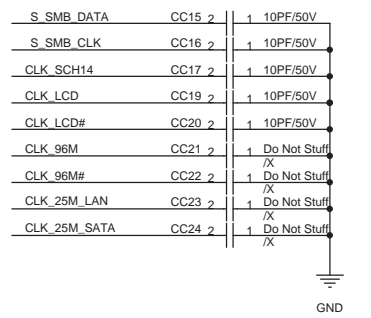 S_SMB_DATA CC15 2 1 10PF/50V
S_SMB_CLK CC16 2 1 10PF/50V
CLK_SCH14 CC17 2 1 10PF/50V
CLK_LCD CC19 2 1 10PF/50V
CLK_LCD# CC20 2 1 10PF/50V
CLK_96M CC21 2 1 Do Not Stuff
/X
CLK_96M# CC22 2 1 Do Not Stuff
/X
CLK_25M_LAN CC23 2 1 Do Not Stuff
/X
CLK_25M_SATA CC24 2 1 Do Not Stuff
/X
GND